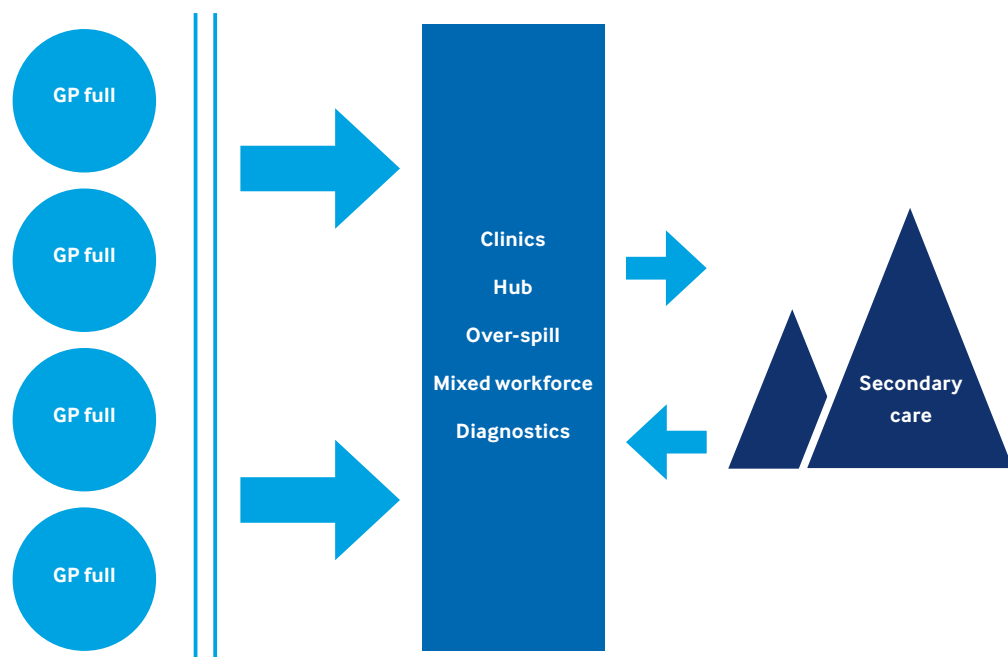 GP full
GP full
GP full
GP full
Clinics
Hub
Over-spill
Mixed workforce
Diagnostics
Secondary
care